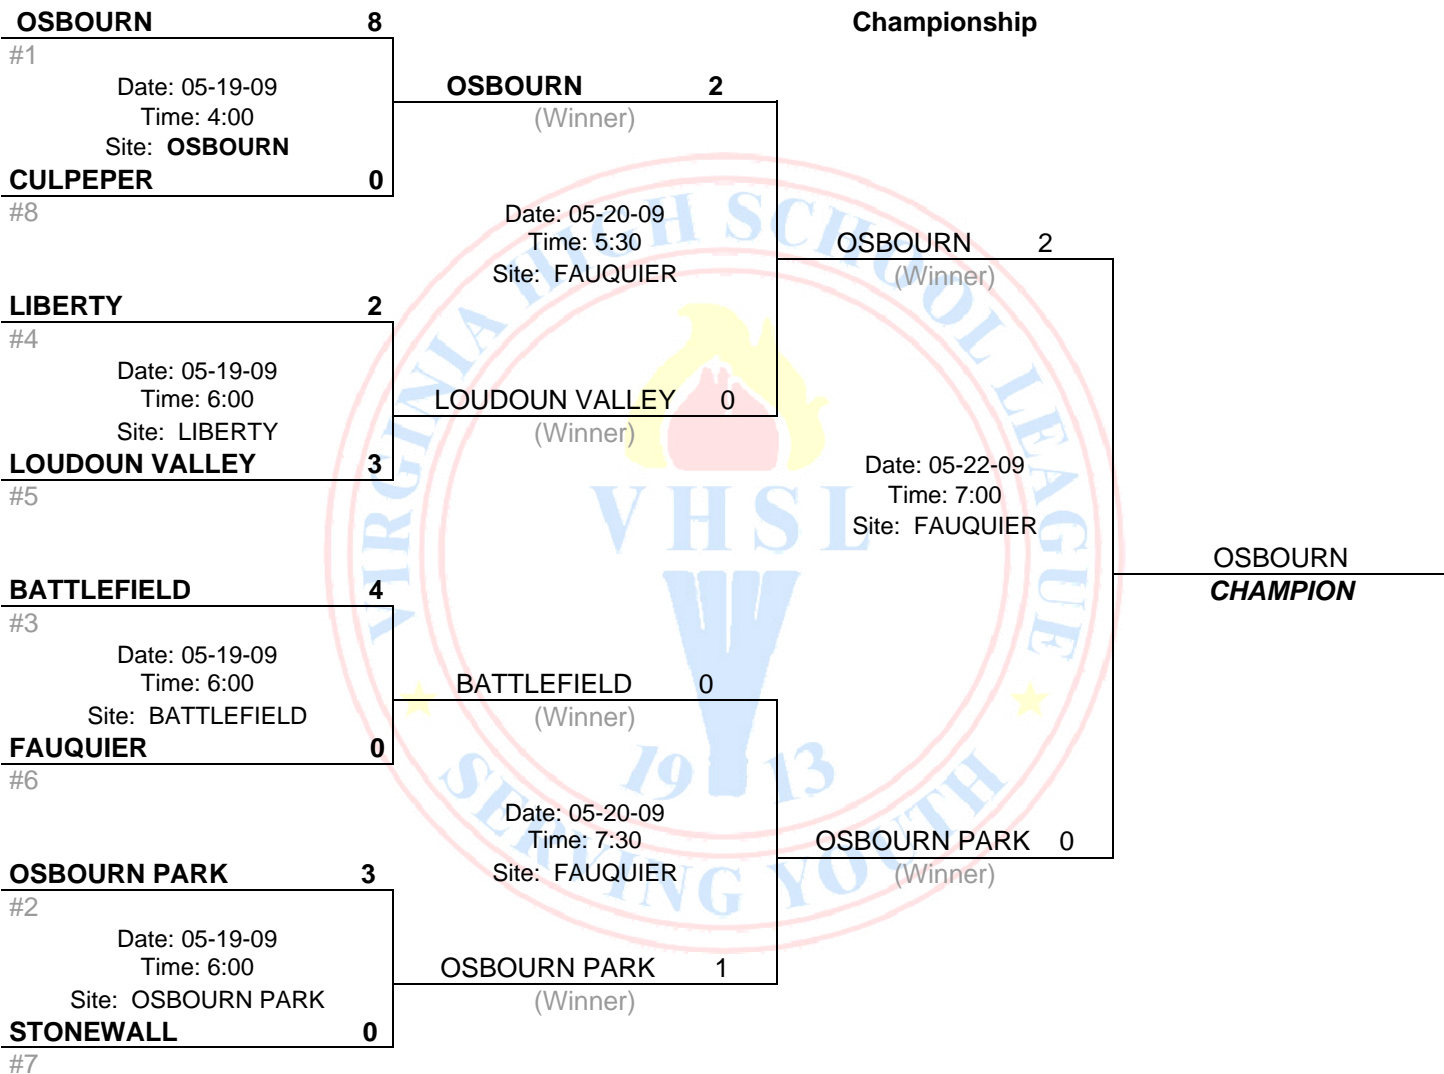 OSBOURN 8
#1
Date: 05-19-09
Time: 4:00
Site: OSBOURN
CULPEPER 0
#8
LIBERTY 2
#4
Date: 05-19-09
Time: 6:00
Site: LIBERTY
LOUDOUN VALLEY 3
#5
BATTLEFIELD 4
#3
Date: 05-19-09
Time: 6:00
Site: BATTLEFIELD
FAUQUIER 0
#6
OSBOURN PARK 3
#2
Date: 05-19-09
Time: 6:00
Site: OSBOURN PARK
STONEWALL 0
#7
OSBOURN 2
(Winner)
Date: 05-20-09
Time: 5:30
Site: FAUQUIER
LOUDOUN VALLEY 0
(Winner)
BATTLEFIELD 0
(Winner)
Date: 05-20-09
Time: 7:30
Site: FAUQUIER
OSBOURN PARK 1
(Winner)
Championship
OSBOURN 2
(Winner)
Date: 05-22-09
Time: 7:00
Site: FAUQUIER
OSBOURN PARK 0
(Winner)
OSBOURN
CHAMPION
VIRGINIA HIGH SCHOOL LEAGUE
VHSL
19 13
SERVING YOUTH